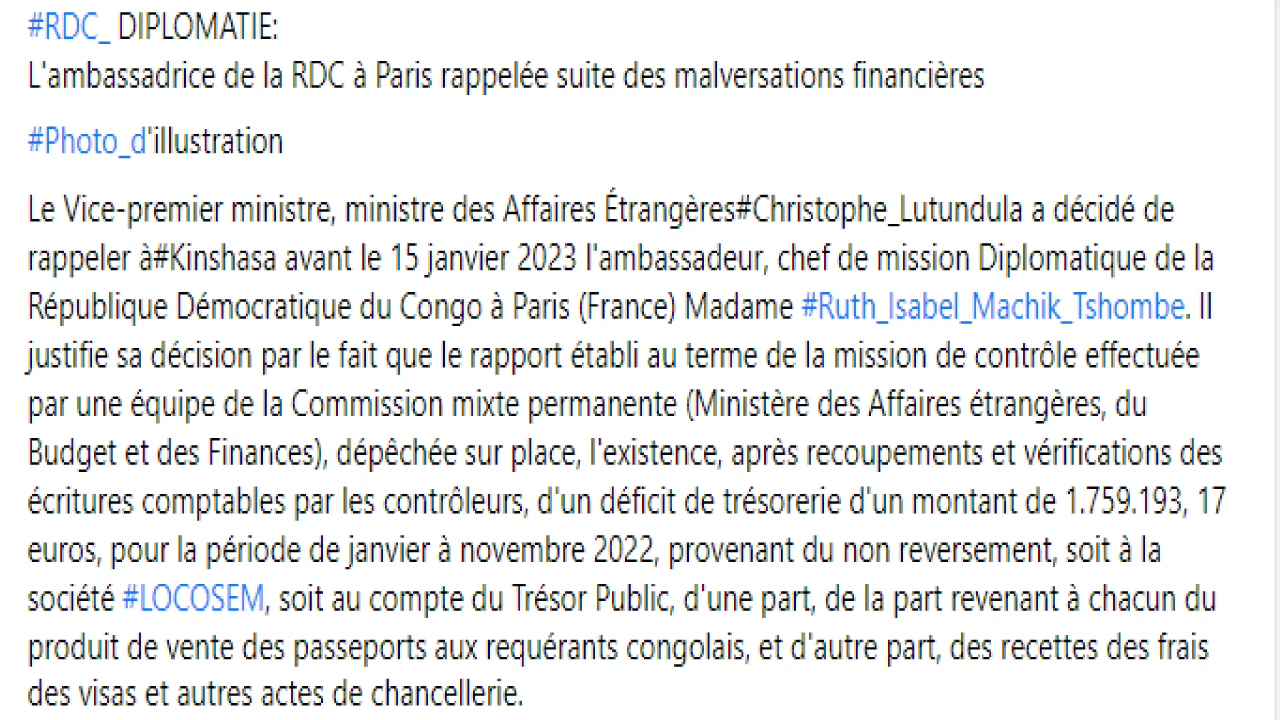 #RDC_ DIPLOMATIE:
L'ambassadrice de la RDC à Paris rappelée suite des malversations financières
#Photo_d'illustration
Le Vice-premier ministre, ministre des Affaires Étrangères#Christophe_Lutundula a décidé de
rappeler à#Kinshasa avant le 15 janvier 2023 l'ambassadeur, chef de mission Diplomatique de la
République Démocratique du Congo à Paris (France) Madame #Ruth_Isabel_Machik_Tshombe. Il
justifie sa décision par le fait que le rapport établi au terme de la mission de contrôle effectuée
par une équipe de la Commission mixte permanente (Ministère des Affaires étrangères, du
Budget et des Finances), dépêchée sur place, l'existence, après recoupements et vérifications des
écritures comptables par les contrôleurs, d'un déficit de trésorerie d'un montant de 1.759.193, 17
euros, pour la période de janvier à novembre 2022, provenant du non reversement, soit à la
société #LOCOSEM, soit au compte du Trésor Public, d'une part, de la part revenant à chacun du
produit de vente des passeports aux requérants congolais, et d'autre part, des recettes des frais
des visas et autres actes de chancellerie.